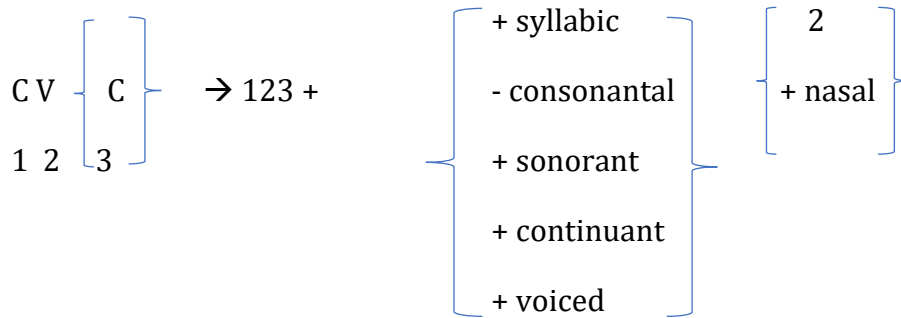 + syllabic 2
C V C → 123 + - consonantal + nasal
1 2 3 + sonorant
+ continuant
+ voiced